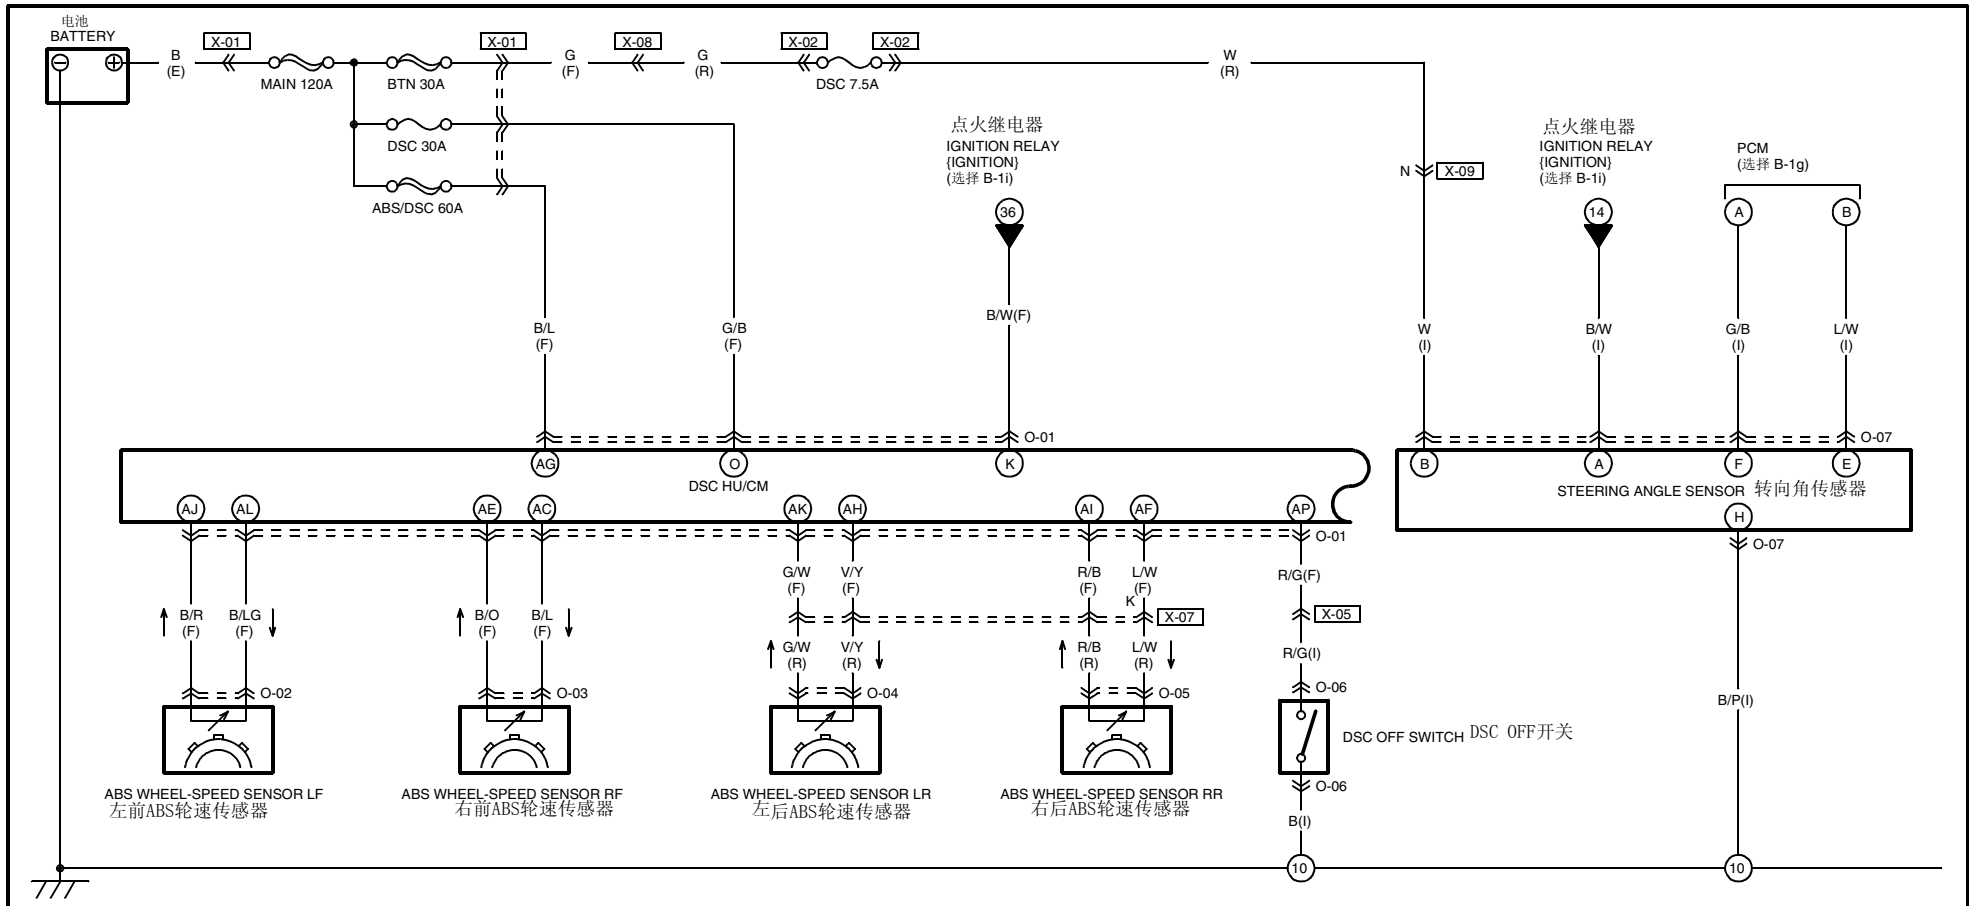 电池
BATTERY
B
(E)
X-01
MAIN 120A
BTN 30A
X-01
G
(F)
X-08
G
(R)
X-02
DSC 7.5A
X-02
W
(R)
DSC 30A
ABS/DSC 60A
点火继电器
IGNITION RELAY
{IGNITION}
(选择 B-1i)
36
N
X-09
点火继电器
IGNITION RELAY
{IGNITION}
(选择 B-1i)
14
PCM
(选择 B-1g)
A
B
B/L
(F)
G/B
(F)
B/W(F)
W
(I)
B/W
(I)
G/B
(I)
L/W
(I)
O-01
O-07
AG
O
K
DSC HU/CM
B
A
F
E
STEERING ANGLE SENSOR 转向角传感器
H
O-07
AJ
AL
AE
AC
AK
AH
AI
AF
AP
O-01
G/W
(F)
V/Y
(F)
R/B
(F)
L/W
(F)
K
X-07
R/G(F)
X-05
R/G(I)
B/R
(F)
B/LG
(F)
B/O
(F)
B/L
(F)
G/W
(R)
V/Y
(R)
R/B
(R)
L/W
(R)
O-02
O-03
O-04
O-05
O-06
B/P(I)
DSC OFF SWITCH DSC OFF开关
O-06
ABS WHEEL-SPEED SENSOR LF
左前ABS轮速传感器
ABS WHEEL-SPEED SENSOR RF
右前ABS轮速传感器
ABS WHEEL-SPEED SENSOR LR
左后ABS轮速传感器
ABS WHEEL-SPEED SENSOR RR
右后ABS轮速传感器
B(I)
10
10